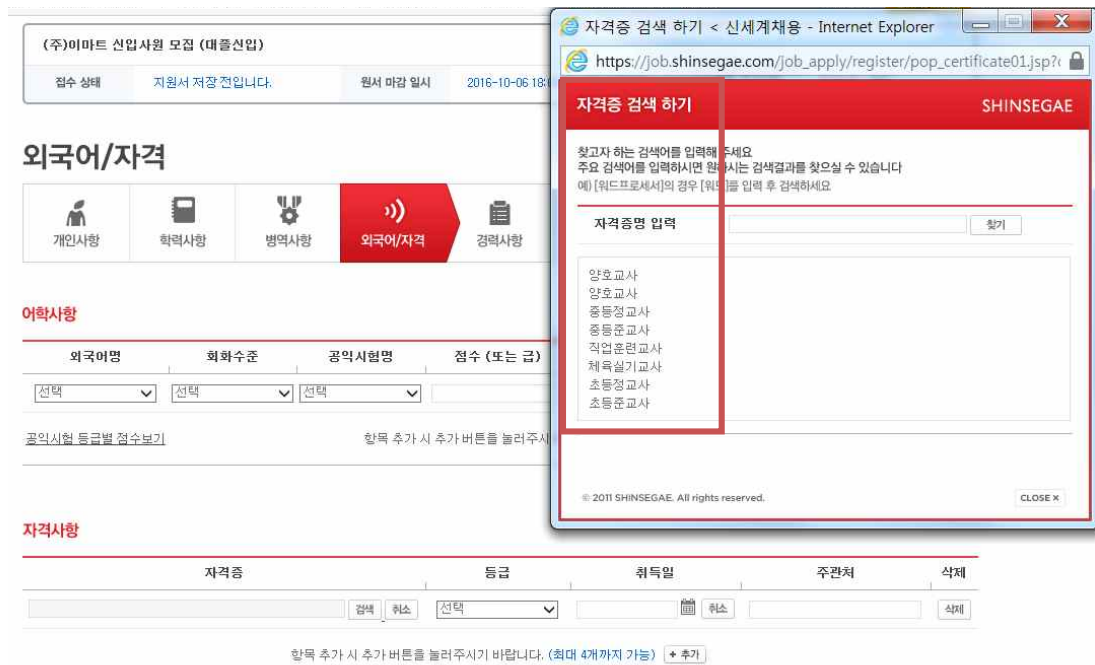 (주)이마트 신입사원 모집 (대졸신입)
접수 상태 지원서 저장 전입니다. 원서 마감 일시 2016-10-06 18:
외국어/자격
개인사항 학력사항 병역사항 외국어/자격 경력사항
어학사항
외국어명 회화수준 공익시험명 점수 (또는 급)
선택 선택 선택
공익시험 등급별 점수보기 항목 추가 시 추가 버튼을 눌러주시
자격사항
자격증 등급 취득일 주관처 삭제
검색 취소 선택 취소 삭제
항목 추가 시 추가 버튼을 눌러주시기 바랍니다. (최대 4개까지 가능) + 추가
자격증 검색 하기 < 신세계채용 - Internet Explorer
https://job.shinsegae.com/job_apply/register/pop_certificate01.jsp?
자격증 검색 하기 SHINSEGAE
찾고자 하는 검색어를 입력해 주세요
주요 검색어를 입력하시면 원하시는 검색결과를 찾으실 수 있습니다
예) [워드프로세서]의 경우 [워드]를 입력 후 검색하세요
자격증명 입력 찾기
양호교사
양호교사
중등정교사
중등준교사
직업훈련교사
체육실기교사
초등정교사
초등준교사
© 2011 SHINSEGAE. All rights reserved. CLOSE ×